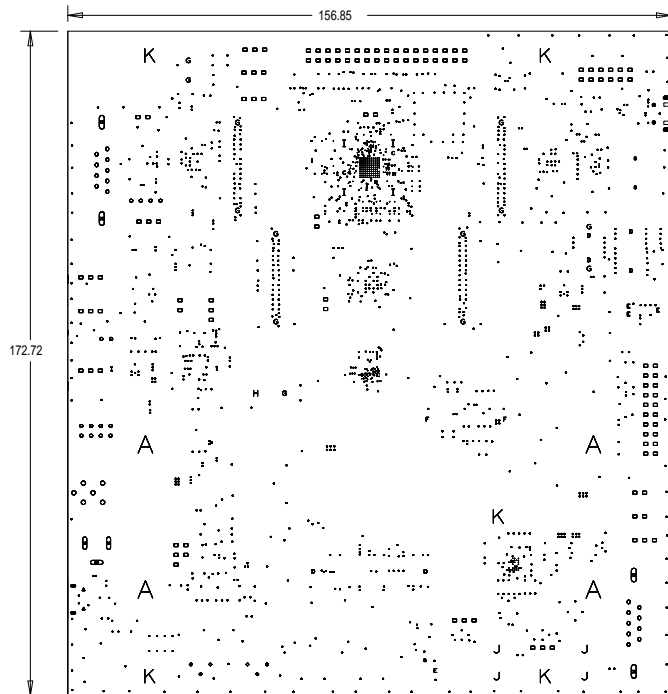 156.85
K K
G
G
G G
I I
I I
G G
G G G
B B
B
G
E E
G G
172.72
H G
F F
A A
K
D D
A A
J J
E
K J K J